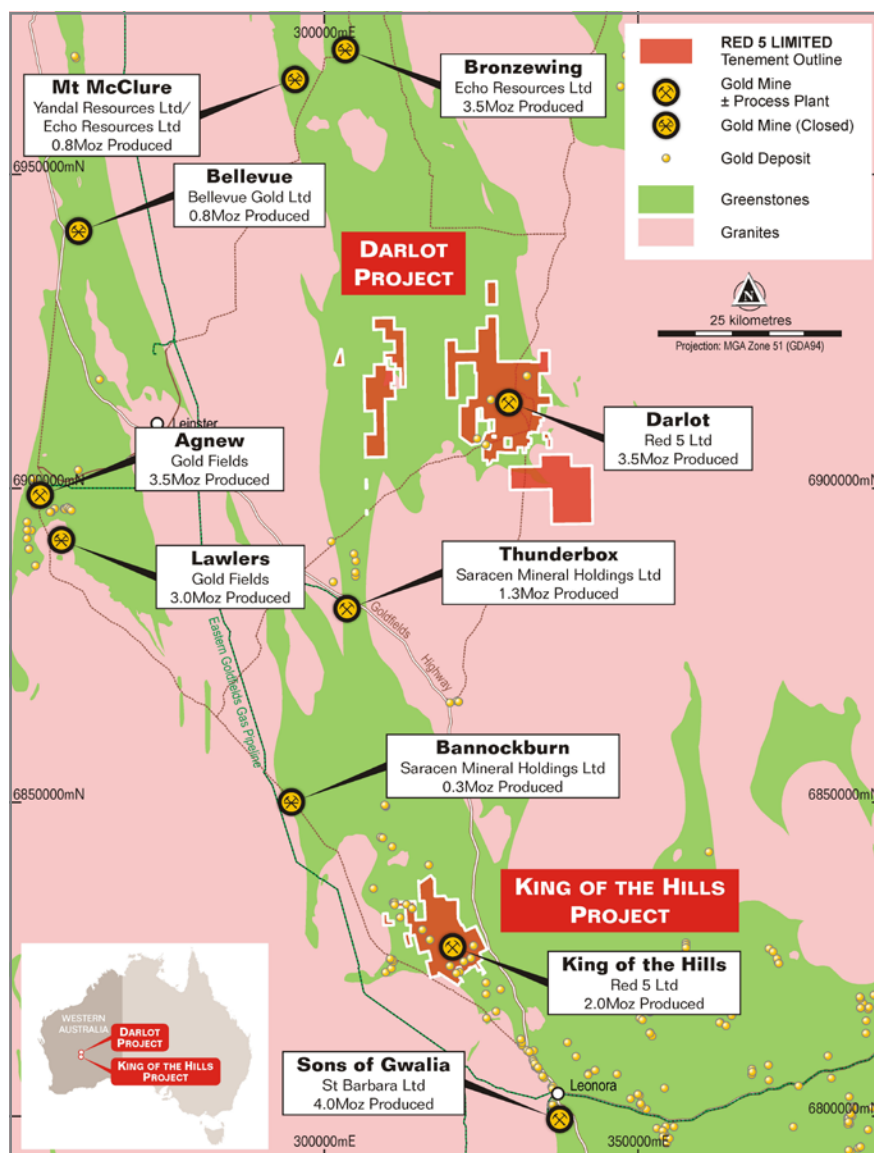 300000mE
Mt McClure
Yandal Resources Ltd/
Echo Resources Ltd
0.8Moz Produced
Bronzewing
Echo Resources Ltd
3.5Moz Produced
RED 5 LIMITED
Tenement Outline
Gold Mine
± Process Plant
Gold Mine (Closed)
Gold Deposit
Greenstones
Granites
6950000mN
Bellevue
Bellevue Gold Ltd
0.8Moz Produced
DARLOT
PROJECT
N
25 kilometres
Projection: MGA Zone 51 (GDA94)
Leinster
Agnew
Gold Fields
3.5Moz Produced
Darlot
Red 5 Ltd
3.5Moz Produced
6900000mN
6900000mN
Lawlers
Gold Fields
3.0Moz Produced
Thunderbox
Saracen Mineral Holdings Ltd
1.3Moz Produced
Goldfields
Highway
Eastern Goldfields Gas Pipeline
Bannockburn
Saracen Mineral Holdings Ltd
0.3Moz Produced
6850000mN
6850000mN
KING OF THE HILLS
PROJECT
King of the Hills
Red 5 Ltd
2.0Moz Produced
WESTERN
AUSTRALIA
DARLOT
PROJECT
KING OF THE HILLS
PROJECT
Sons of Gwalia
St Barbara Ltd
4.0Moz Produced
Leonora
6800000mN
300000mE
350000mE